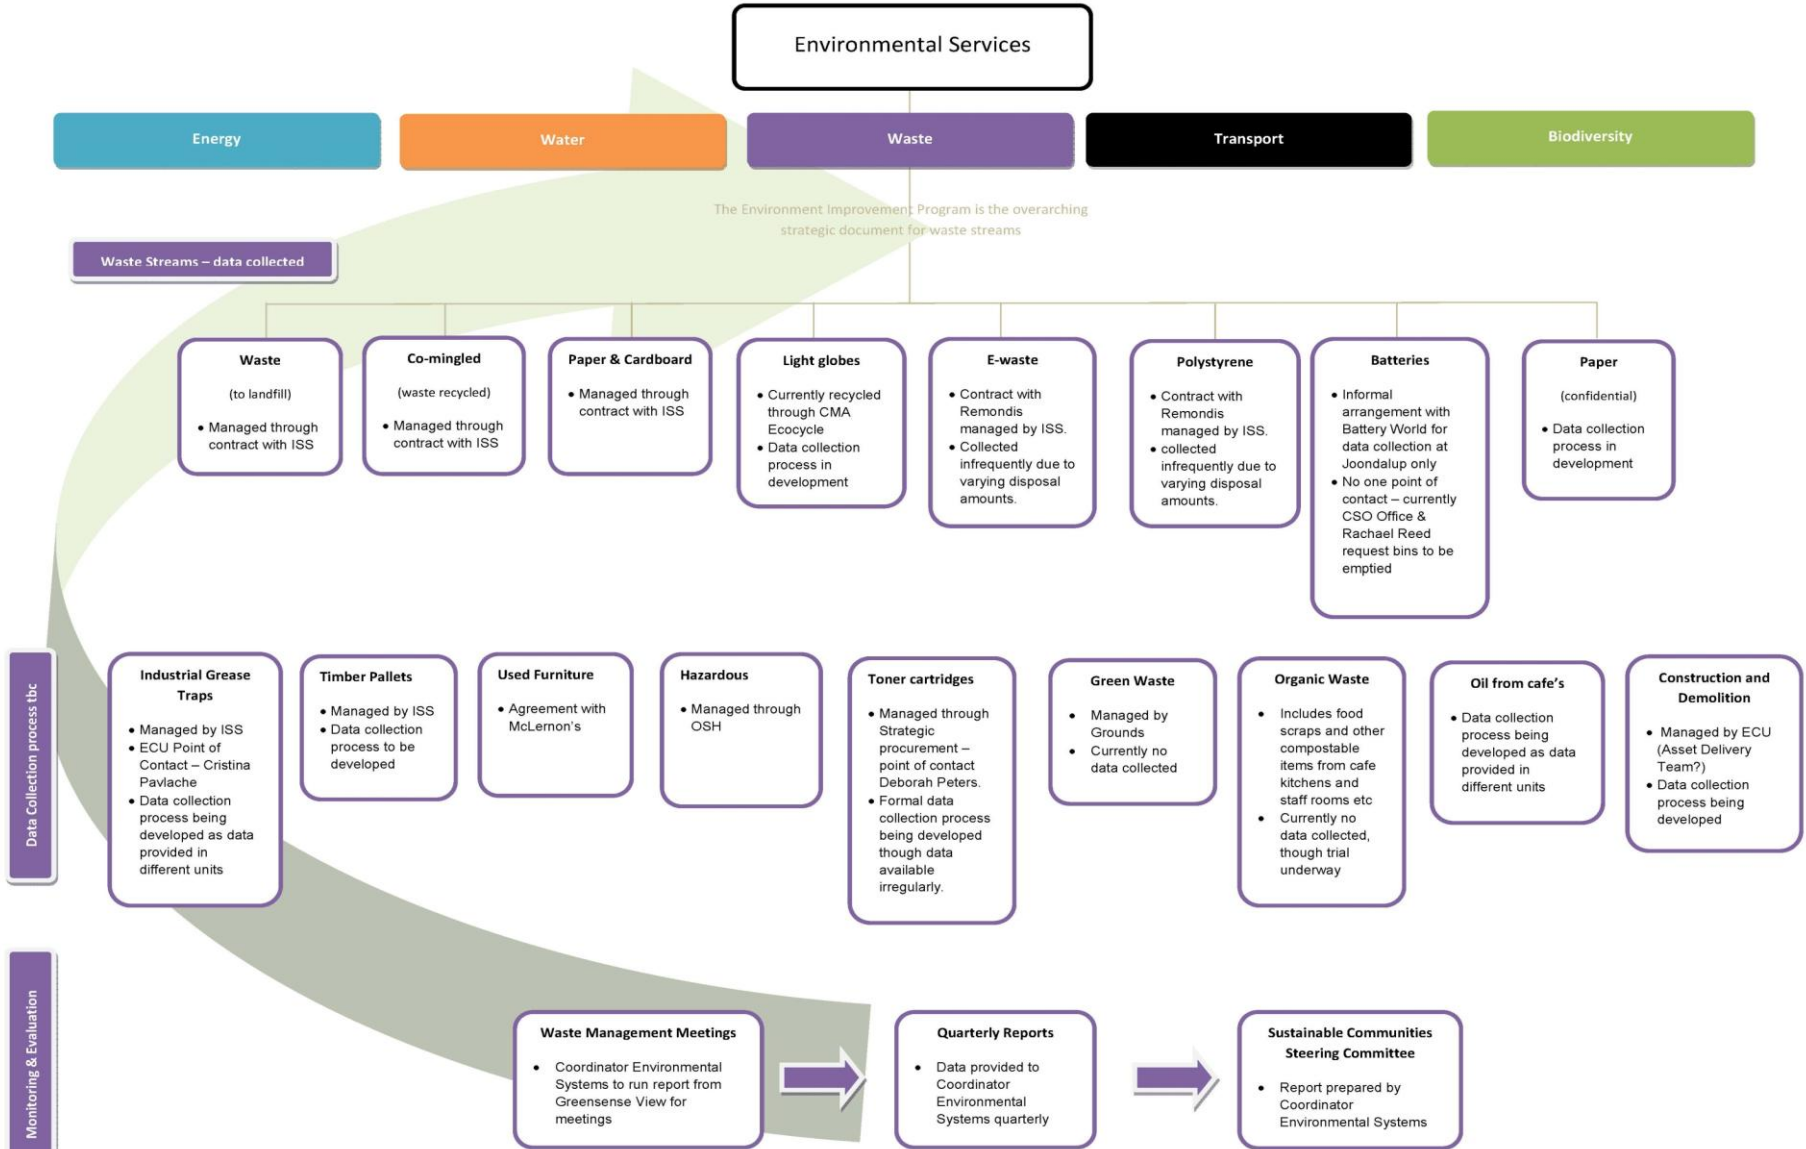 Environmental Services
Energy
Water
Waste
Transport
Biodiversity
The Environment Improvement Program is the overarching
strategic document for waste streams
Waste Streams – data collected
Waste
(to landfill)
• Managed through
contract with ISS
Co-mingled
(waste recycled)
• Managed through
contract with ISS
Paper & Cardboard
• Managed through
contract with ISS
Light globes
• Currently recycled
through CMA
Ecocycle
• Data collection
process in
development
E-waste
• Contract with
Remondis
managed by ISS.
• Collected
infrequently due to
varying disposal
amounts.
Polystyrene
• Contract with
Remondis
managed by ISS.
• collected
infrequently due to
varying disposal
amounts.
Batteries
• Informal
arrangement with
Battery World for
data collection at
Joondalup only
• No one point of
contact – currently
CSO Office &
Rachael Reed
request bins to be
emptied
Paper
(confidential)
• Data collection
process in
development
Data Collection process tbc
Industrial Grease
Traps
• Managed by ISS
• ECU Point of
Contact – Cristina
Pavlache
• Data collection
process being
developed as data
provided in
different units
Timber Pallets
• Managed by ISS
• Data collection
process to be
developed
Used Furniture
• Agreement with
McLernon's
Hazardous
• Managed through
OSH
Toner cartridges
• Managed through
Strategic
procurement –
point of contact
Deborah Peters.
• Formal data
collection process
being developed
though data
available
irregularly.
Green Waste
• Managed by
Grounds
• Currently no
data collected
Organic Waste
• Includes food
scraps and other
compostable
items from cafe
kitchens and
staff rooms etc
• Currently no
data collected,
though trial
underway
Oil from cafe's
• Data collection
process being
developed as data
provided in
different units
Construction and
Demolition
• Managed by ECU
(Asset Delivery
Team?)
• Data collection
process being
developed
Monitoring & Evaluation
Waste Management Meetings
• Coordinator Environmental
Systems to run report from
Greensense View for
meetings
Quarterly Reports
• Data provided to
Coordinator
Environmental
Systems quarterly
Sustainable Communities
Steering Committee
• Report prepared by
Coordinator
Environmental Systems